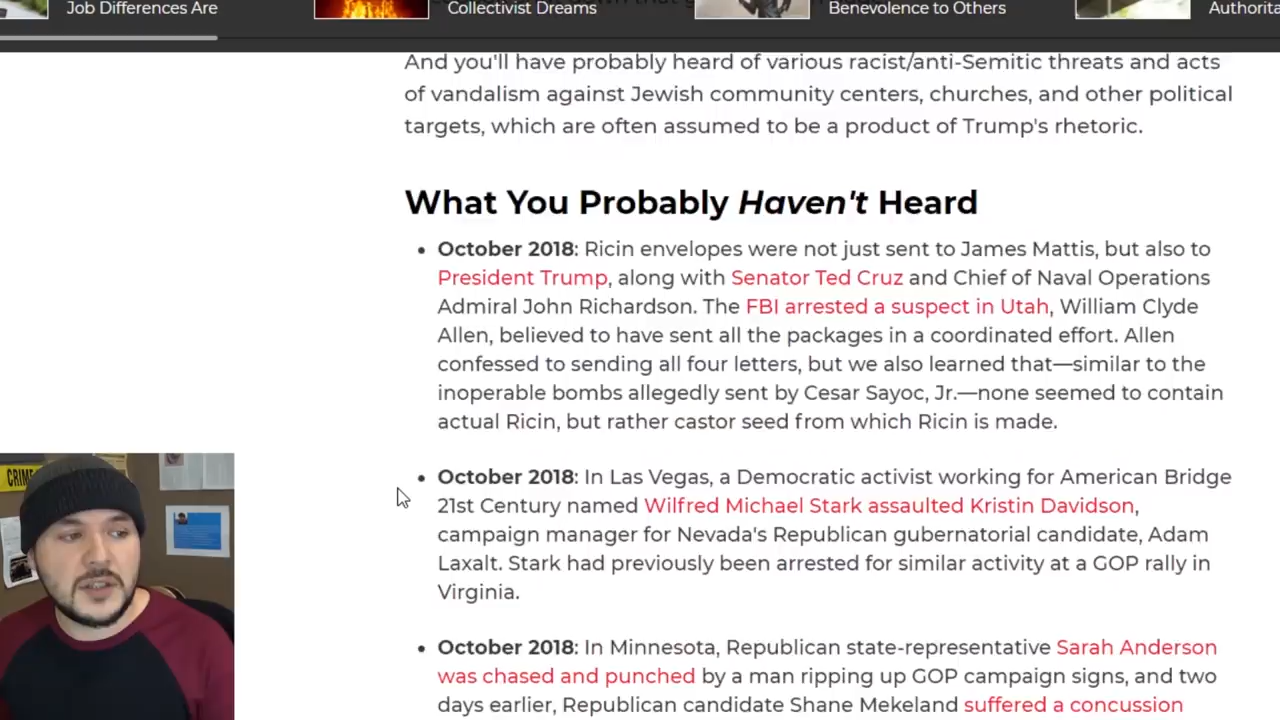 Job Differences Are
Collectivist Dreams
Benevolence to Others
And you'll have probably heard of various racist/anti-Semitic threats and acts
of vandalism against Jewish community centers, churches, and other political
targets, which are often assumed to be a product of Trump's rhetoric.
What You Probably Haven't Heard
• October 2018: Ricin envelopes were not just sent to James Mattis, but also to
President Trump, along with Senator Ted Cruz and Chief of Naval Operations
Admiral John Richardson. The FBI arrested a suspect in Utah, William Clyde
Allen, believed to have sent all the packages in a coordinated effort. Allen
confessed to sending all four letters, but we also learned that—similar to the
inoperable bombs allegedly sent by Cesar Sayoc, Jr.—none seemed to contain
actual Ricin, but rather castor seed from which Ricin is made.
• October 2018: In Las Vegas, a Democratic activist working for American Bridge
21st Century named Wilfred Michael Stark assaulted Kristin Davidson,
campaign manager for Nevada's Republican gubernatorial candidate, Adam
Laxalt. Stark had previously been arrested for similar activity at a GOP rally in
Virginia.
• October 2018: In Minnesota, Republican state-representative Sarah Anderson
was chased and punched by a man ripping up GOP campaign signs, and two
days earlier, Republican candidate Shane Mekeland suffered a concussion
CRIME